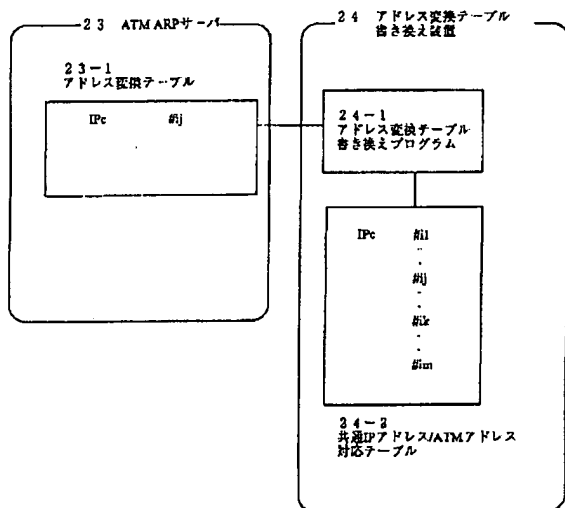 23 ATM ARPサーバ
23-1
アドレス変換テーブル
IPc #ij
24 アドレス変換テーブル
書き換え装置
24-1
アドレス変換テーブル
書き換えプログラム
IPc #i1
#ij
#ik
#im
24-2
共通IPアドレス/ATMアドレス
対応テーブル